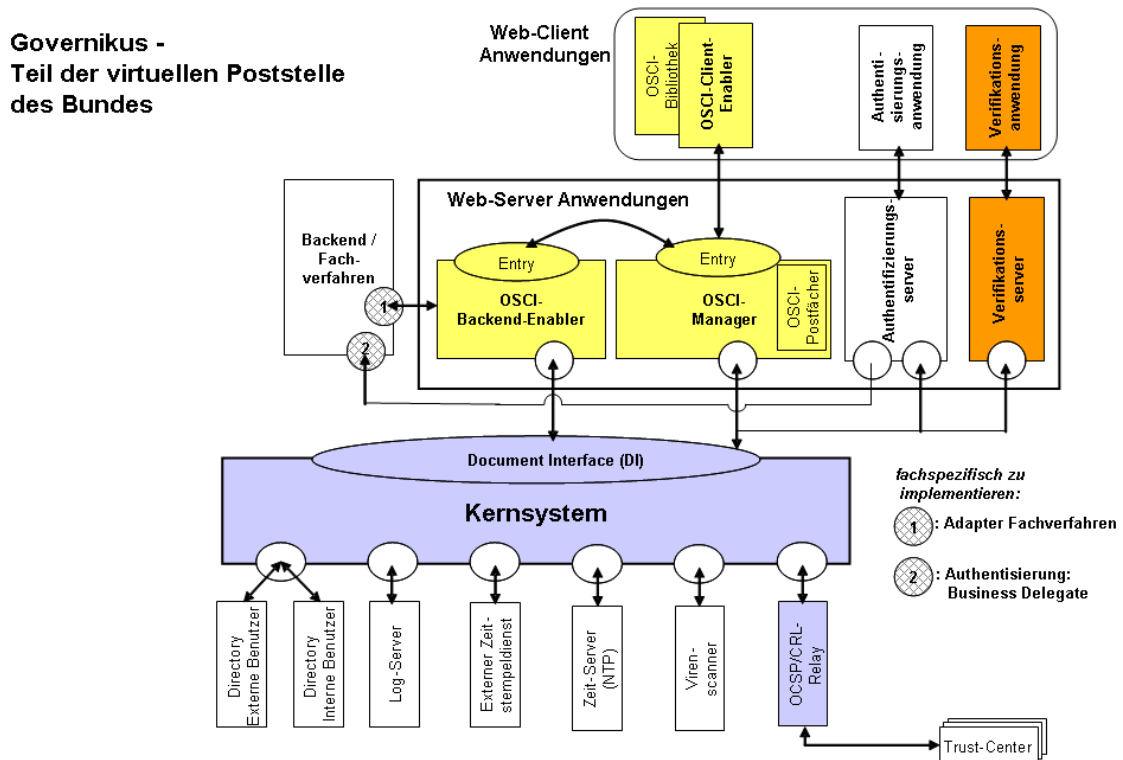 Governikus -
Teil der virtuellen Poststelle
des Bundes
Web-Client
Anwendungen
OSCI-
Bibliothek
OSCI-Client-
Enabler
Authenti-
sierungs-
anwendung
Verifikations-
anwendung
Web-Server Anwendungen
Backend /
Fach-
verfahren
1
2
Entry
OSCI-
Backend-Enabler
Entry
OSCI-
Manager
OSCI-
Postfächer
Authentifizierungs-
server
Verifikations-
server
Document Interface (DI)
Kernsystem
fachspezifisch zu
implementieren:
1
: Adapter Fachverfahren
2
: Authentisierung:
Business Delegate
Directory
Externe Benutzer
Directory
Interne Benutzer
Log-Server
Externer Zeit-
stempeldienst
Zeit-Server
(NTP)
Viren-
scanner
OCSP/CRL-
Relay
Trust-Center